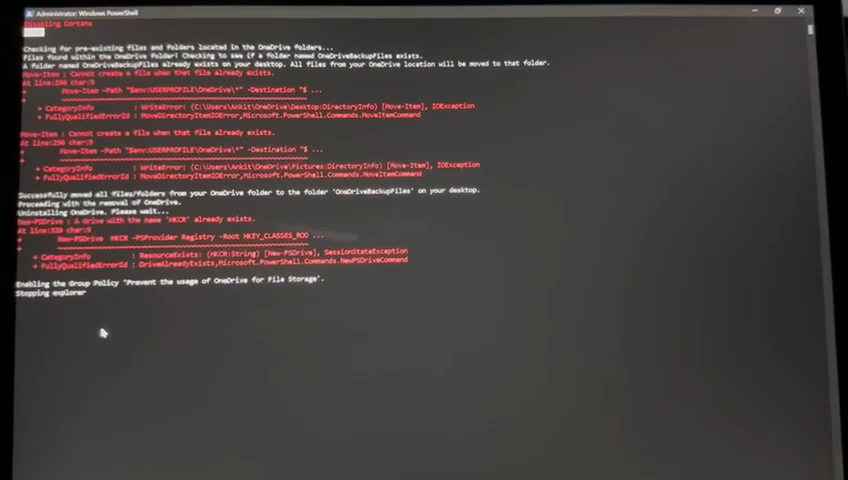 Administrator: Windows PowerShell
Disabling Cortana
Checking for pre-existing files and folders located in the OneDrive folders...
Files found within the OneDrive folder! Checking to see if a folder named OneDriveBackupFiles exists.
A folder named OneDriveBackupFiles already exists on your desktop. All files from your OneDrive location will be moved to that folder.
Move-Item : Cannot create a file when that file already exists.
At line:290 char:9
+ Move-Item -Path "$env:USERPROFILE\OneDrive\*" -Destination "$ ...
+ ~~~~~~~~~~~~~~~~~~~~~~~~~~~~~~~~~~~~~~~~~~~~~~~~~~~~~~~~~~~~~
+ CategoryInfo : WriteError: (C:\Users\Ankit\OneDrive\Desktop:DirectoryInfo) [Move-Item], IOException
+ FullyQualifiedErrorId : MoveDirectoryItemIOError,Microsoft.PowerShell.Commands.MoveItemCommand
Move-Item : Cannot create a file when that file already exists.
At line:290 char:9
+ Move-Item -Path "$env:USERPROFILE\OneDrive\*" -Destination "$ ...
+ ~~~~~~~~~~~~~~~~~~~~~~~~~~~~~~~~~~~~~~~~~~~~~~~~~~~~~~~~~~~~~
+ CategoryInfo : WriteError: (C:\Users\Ankit\OneDrive\Pictures:DirectoryInfo) [Move-Item], IOException
+ FullyQualifiedErrorId : MoveDirectoryItemIOError,Microsoft.PowerShell.Commands.MoveItemCommand
Successfully moved all files/folders from your OneDrive folder to the folder 'OneDriveBackupFiles' on your desktop.
Proceeding with the removal of OneDrive.
Uninstalling OneDrive. Please wait...
New-PSDrive : A drive with the name 'HKCR' already exists.
At line:320 char:9
+ New-PSDrive HKCR -PSProvider Registry -Root HKEY_CLASSES_ROO ...
+ ~~~~~~~~~~~~~~~~~~~~~~~~~~~~~~~~~~~~~~~~~~~~~~~~~~~~~~~~~~~~~
+ CategoryInfo : ResourceExists: (HKCR:String) [New-PSDrive], SessionStateException
+ FullyQualifiedErrorId : DriveAlreadyExists,Microsoft.PowerShell.Commands.NewPSDriveCommand
Enabling the Group Policy 'Prevent the usage of OneDrive for File Storage'.
Stopping explorer